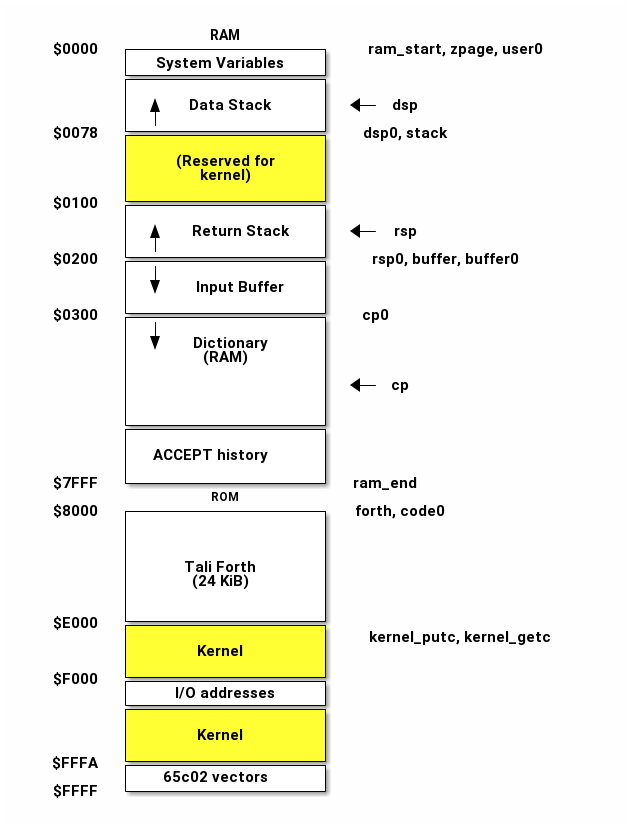 RAM
$0000 ram_start, zpage, user0
System Variables
Data Stack dsp
$0078 dsp0, stack
(Reserved for
kernel)
$0100
Return Stack rsp
$0200 rsp0, buffer, buffer0
Input Buffer
$0300 cp0
Dictionary
(RAM)
cp
ACCEPT history
$7FFF ram_end
ROM
$8000 forth, code0
Tali Forth
(24 KiB)
$E000
kernel_putc, kernel_getc
Kernel
$F000
I/O addresses
Kernel
$FFFA
65c02 vectors
$FFFF